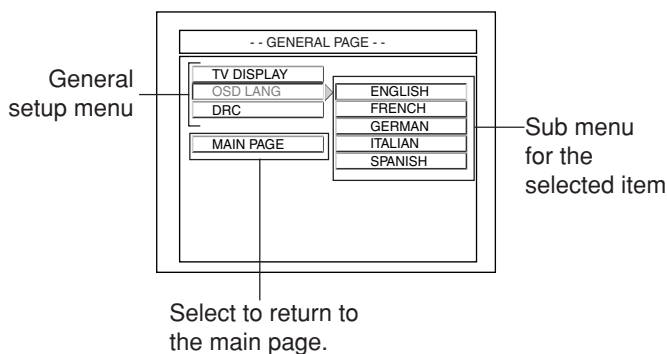 - - GENERAL PAGE - -
General
setup menu
TV DISPLAY
OSD LANG
DRC
MAIN PAGE
ENGLISH
FRENCH
GERMAN
ITALIAN
SPANISH
Sub menu
for the
selected item
Select to return to
the main page.